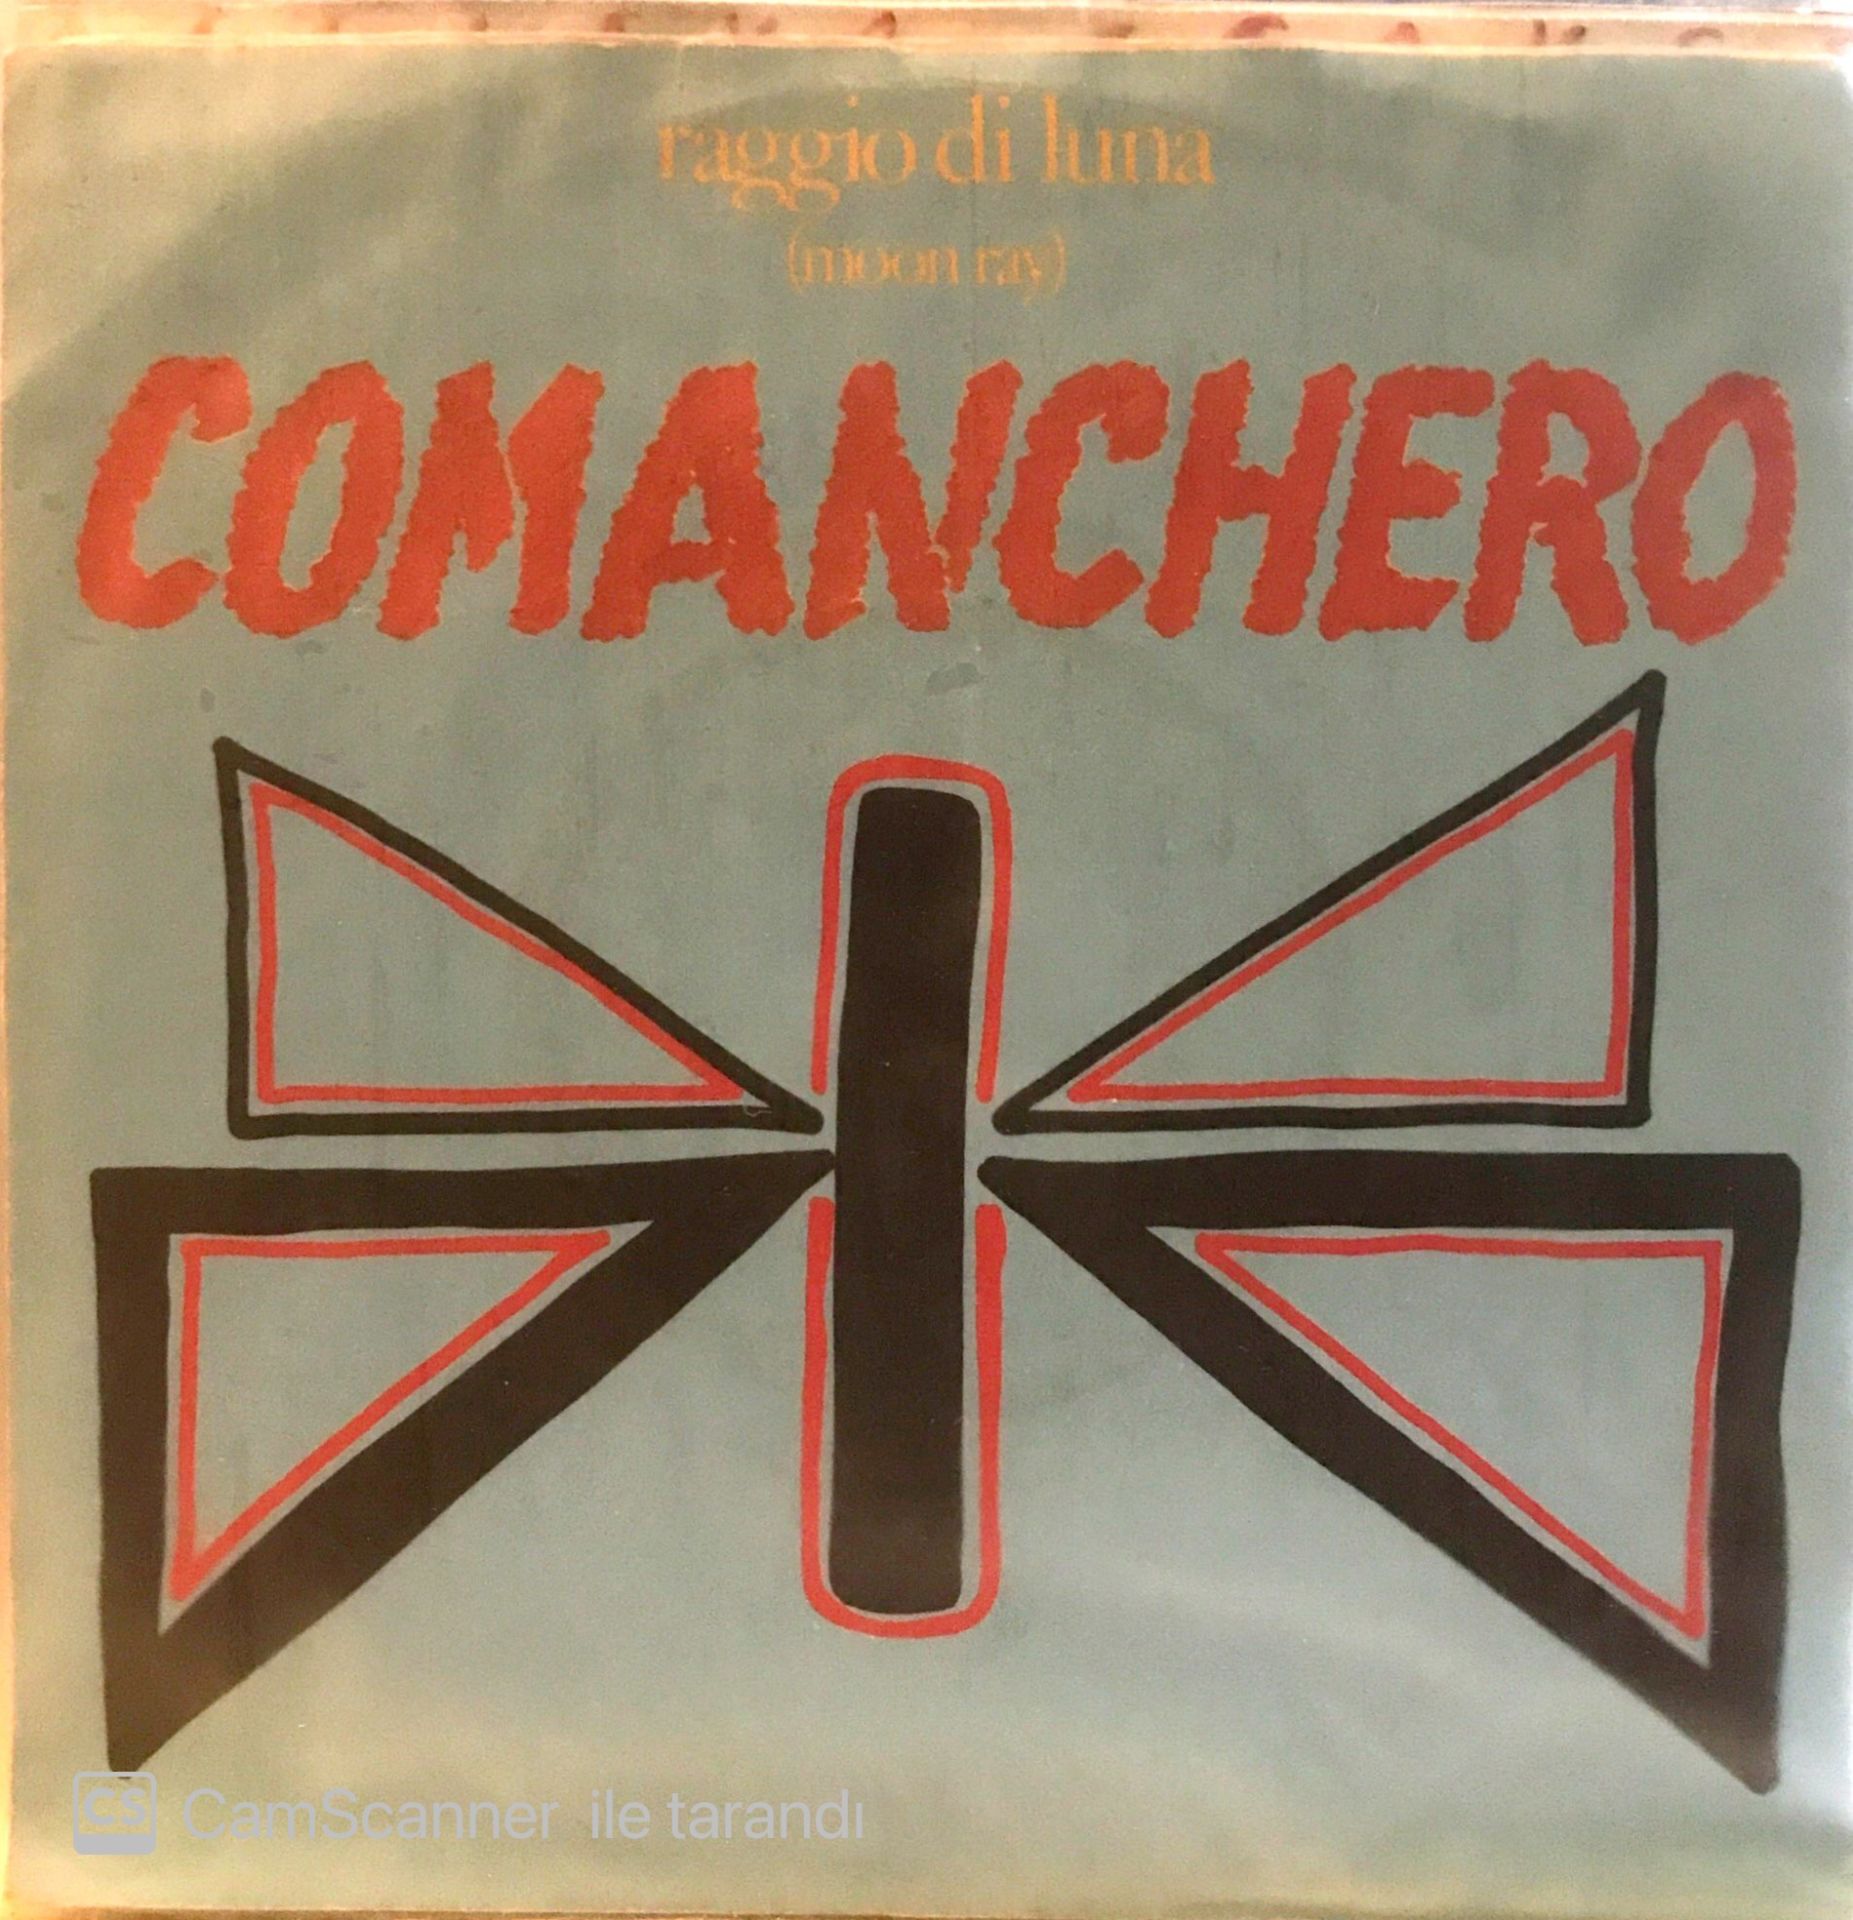 raggio di luna
(moon ray)
COMANCHERO
CS CamScanner ile tarandı